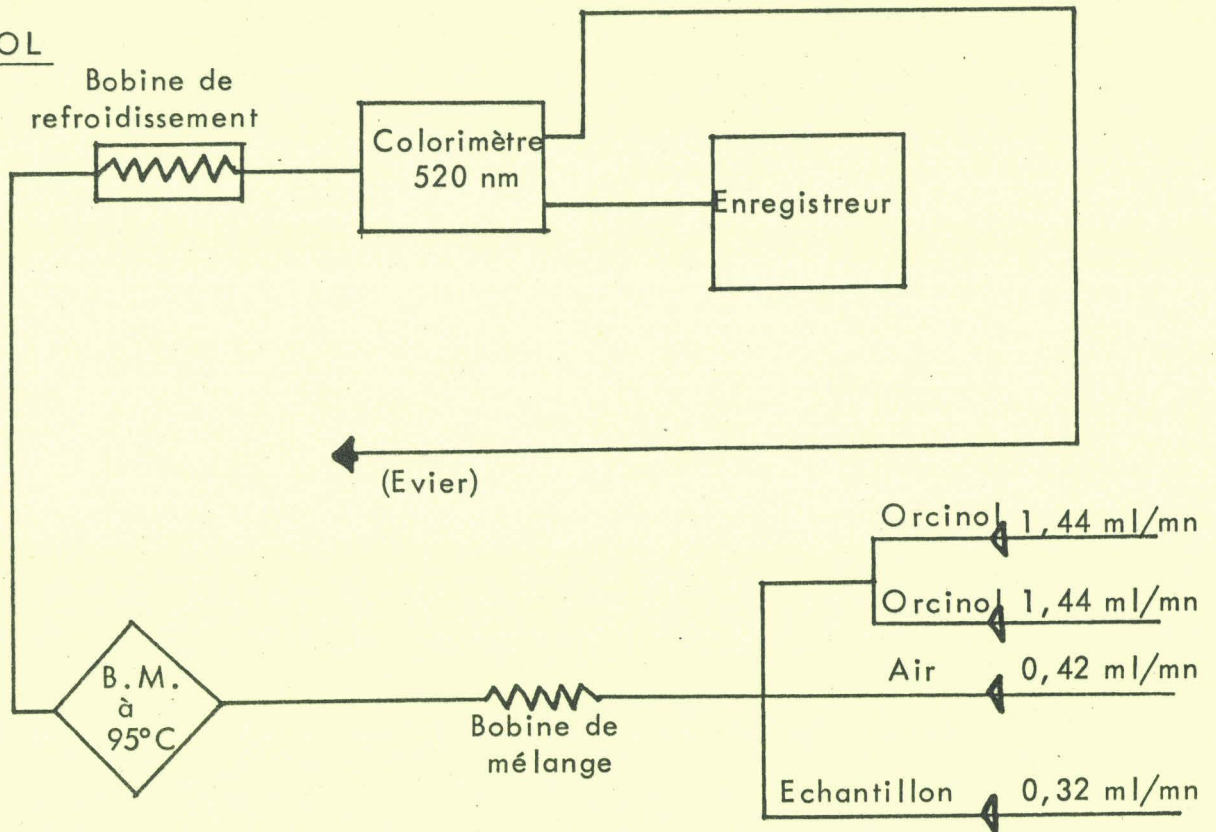 OL
Bobine de
refroidissement
Colorimètre
520 nm
Enregistreur
(Evier)
Orcinol 1,44 ml/mn
Orcinol 1,44 ml/mn
Air 0,42 ml/mn
B.M.
à
95°C
Bobine de
mélange
Echantillon 0,32 ml/mn